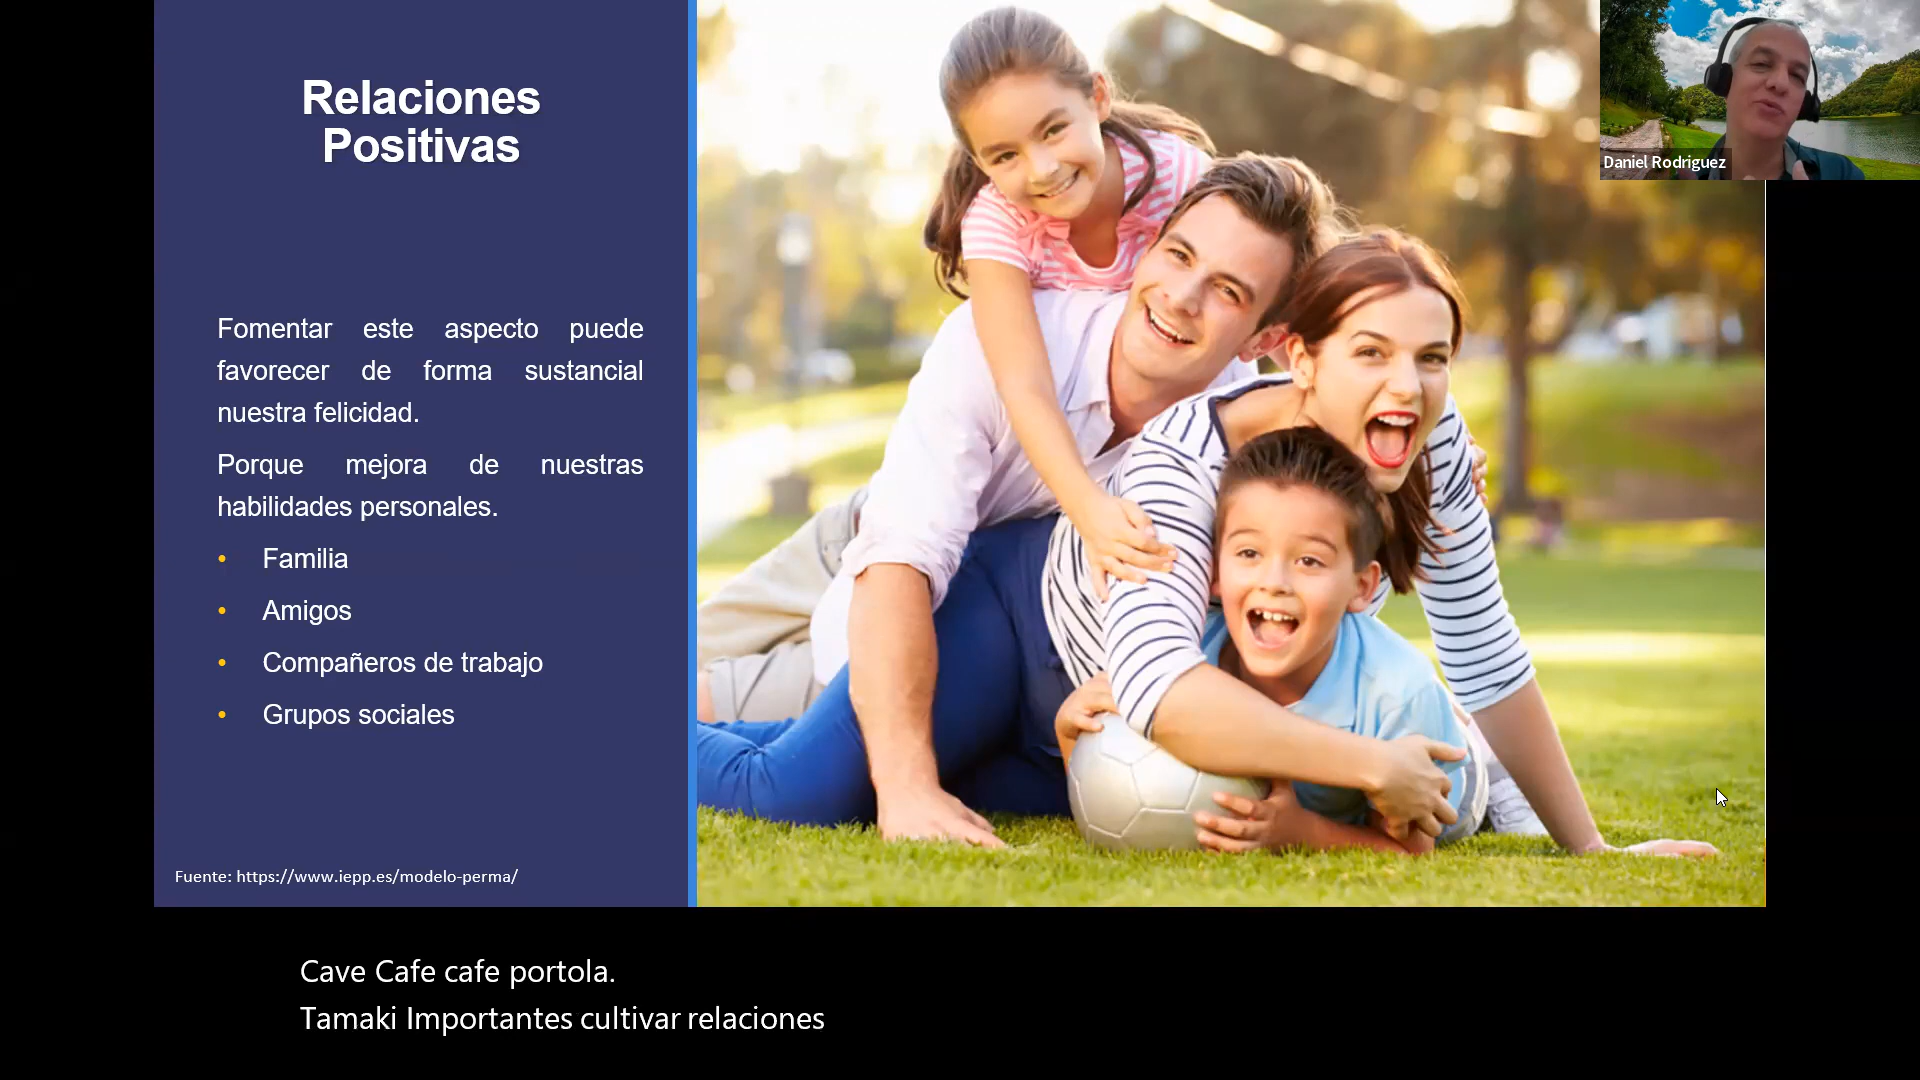 Relaciones
Positivas
Fomentar este aspecto puede
favorecer de forma sustancial
nuestra felicidad.
Porque mejora de nuestras
habilidades personales.
• Familia
• Amigos
• Compañeros de trabajo
• Grupos sociales
Fuente: https://www.iepp.es/modelo-perma/
Daniel Rodriguez
Cave Cafe cafe portola.
Tamaki Importantes cultivar relaciones